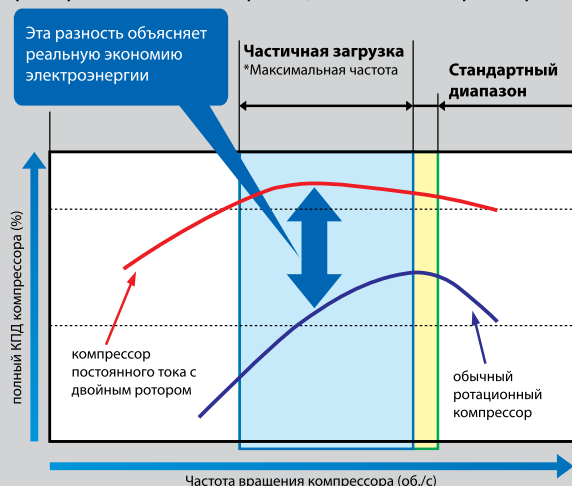 Эта разность объясняет
реальную экономию
электроэнергии
Частичная загрузка
*Максимальная частота
Стандартный
диапазон
полный КПД компрессора (%)
компрессор
постоянного тока с
двойным ротором
обычный
ротационный
компрессор
Частота вращения компрессора (об./с)